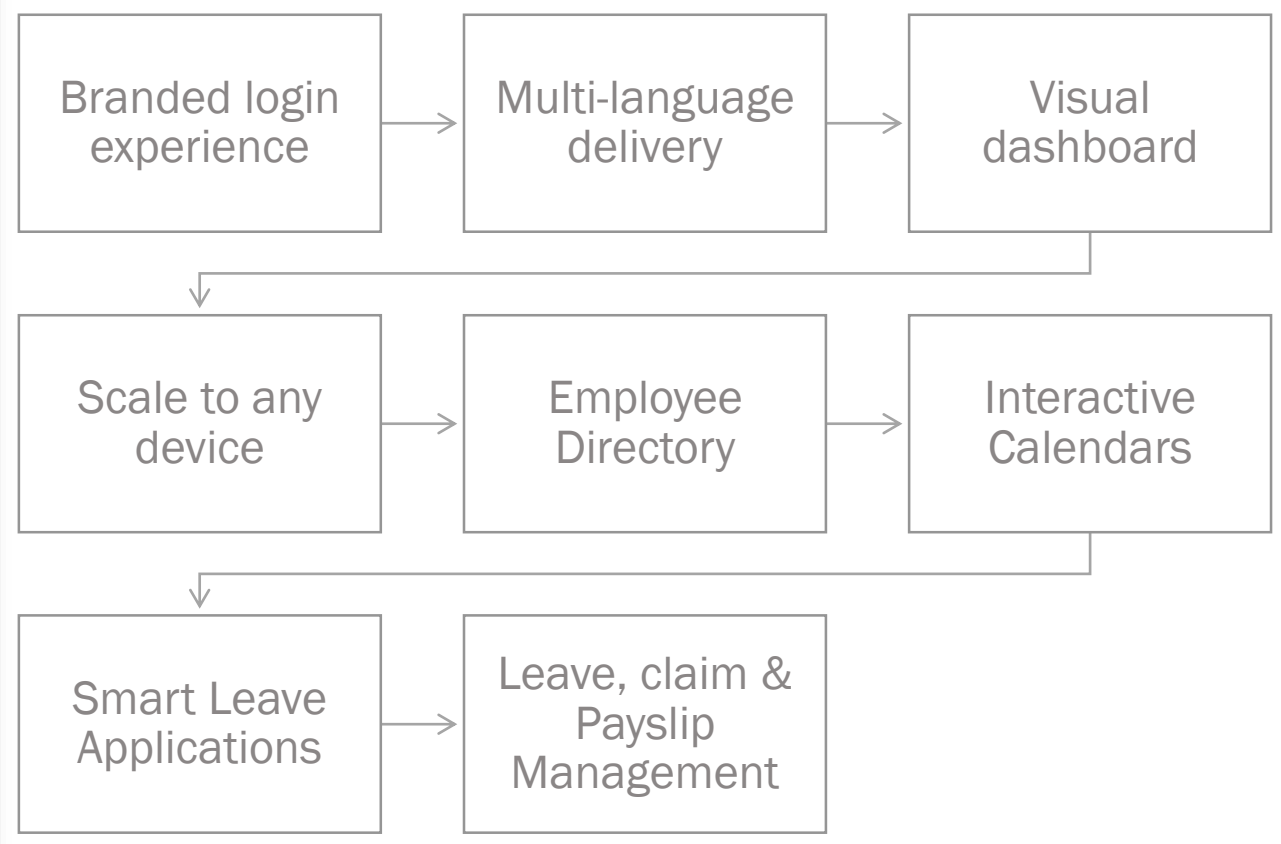 Branded login
experience
Multi-language
delivery
Visual
dashboard
Scale to any
device
Employee
Directory
Interactive
Calendars
Smart Leave
Applications
Leave, claim &
Payslip
Management